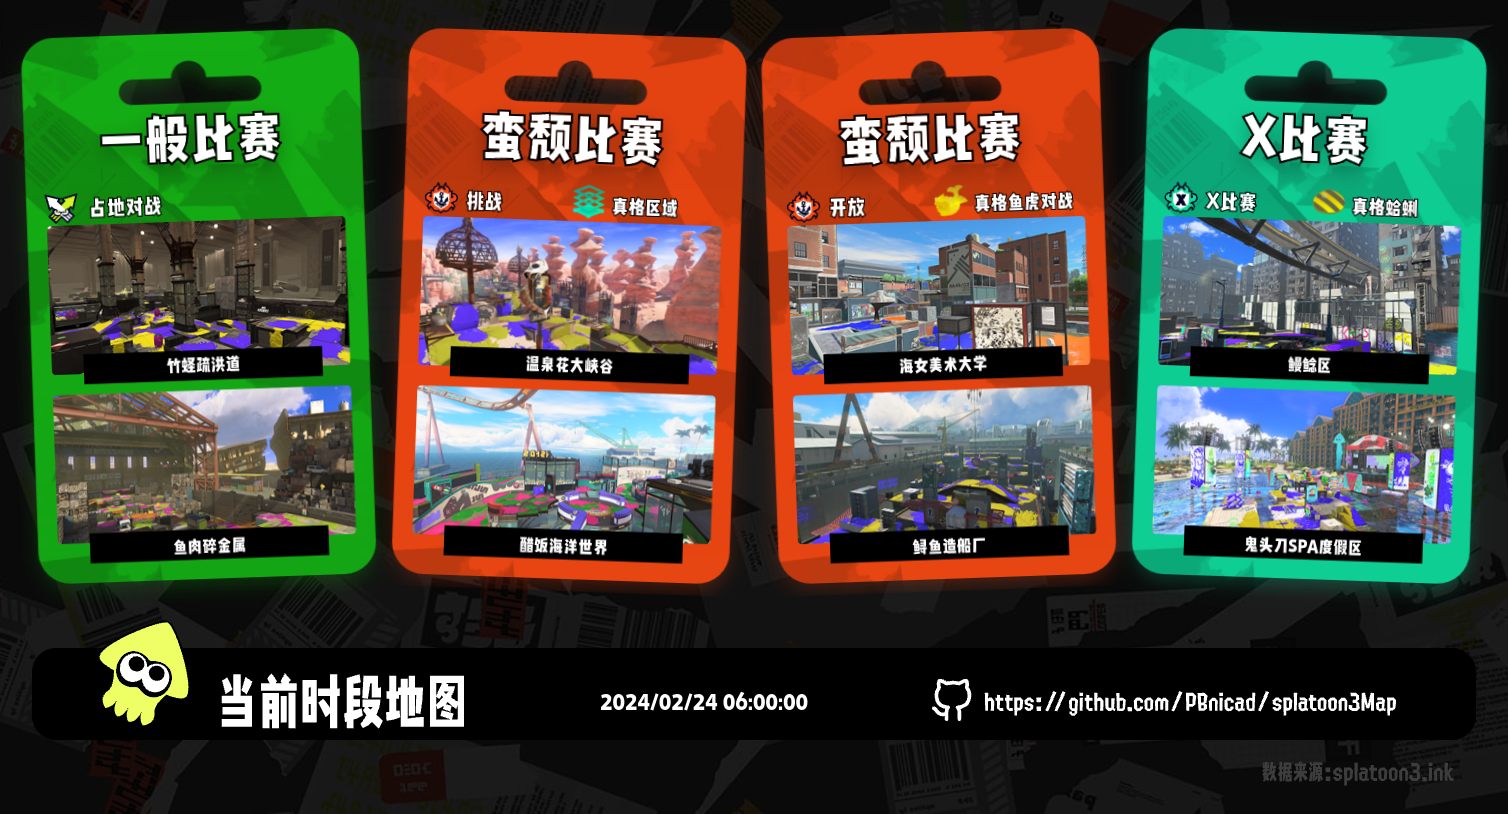 一般比赛
占地对战
竹蛏疏洪道
鱼肉碎金属
蛮颓比赛
挑战
真格区域
温泉花大峡谷
醋饭海洋世界
蛮颓比赛
开放
真格鱼虎对战
海女美术大学
鲟鱼造船厂
X比赛
X比赛
真格蛤蜊
鳗鲶区
鬼头刀SPA度假区
当前时段地图
2024/02/24 06:00:00
https://github.com/PBnicad/splatoon3Map
数据来源:splatoon3.ink